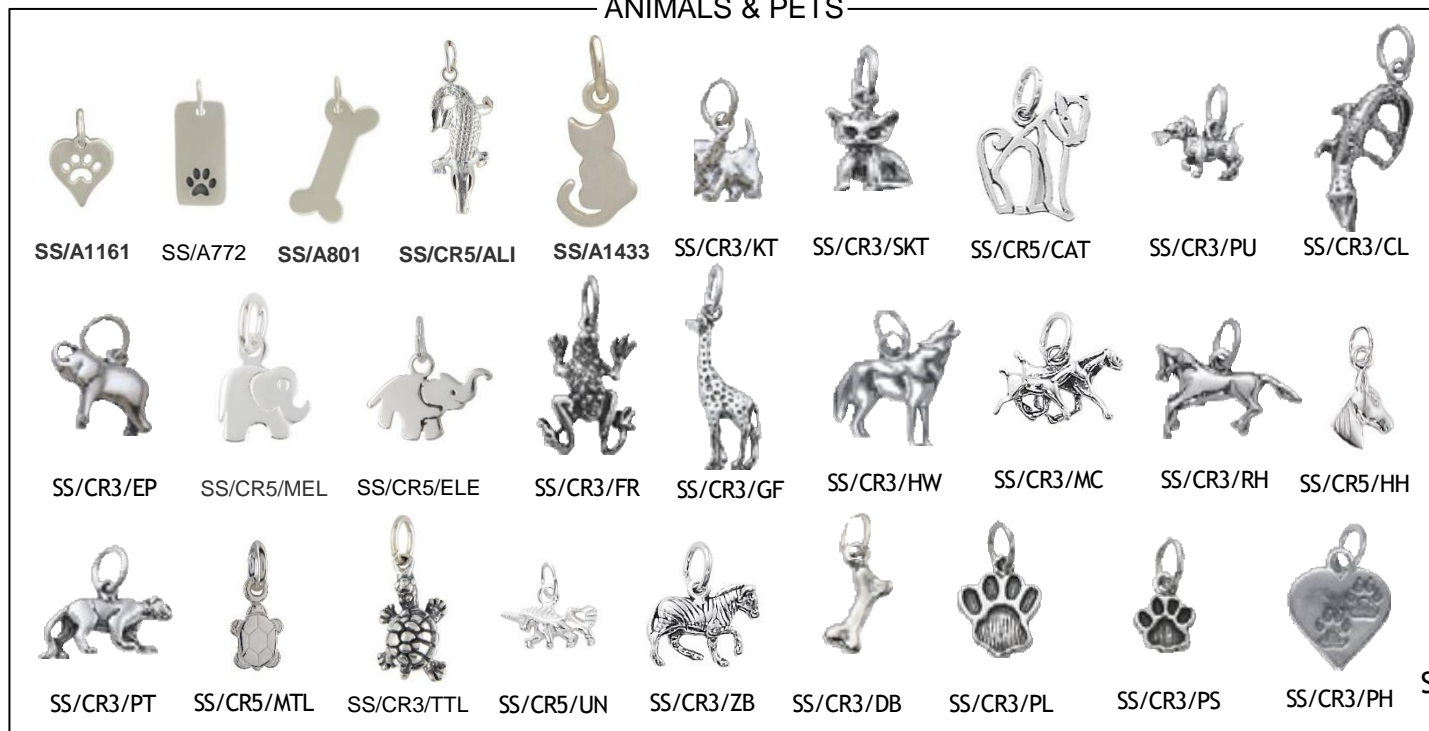 ANIMALS & PETS
SS/A1161 SS/A772 SS/A801 SS/CR5/ALI SS/A1433 SS/CR3/KT SS/CR3/SKT SS/CR5/CAT SS/CR3/PU SS/CR3/CL
SS/CR3/EP SS/CR5/MEL SS/CR5/ELE SS/CR3/FR SS/CR3/GF SS/CR3/HW SS/CR3/MC SS/CR3/RH SS/CR5/HH
SS/CR3/PT SS/CR5/MTL SS/CR3/TTL SS/CR5/UN SS/CR3/ZB SS/CR3/DB SS/CR3/PL SS/CR3/PS SS/CR3/PH S